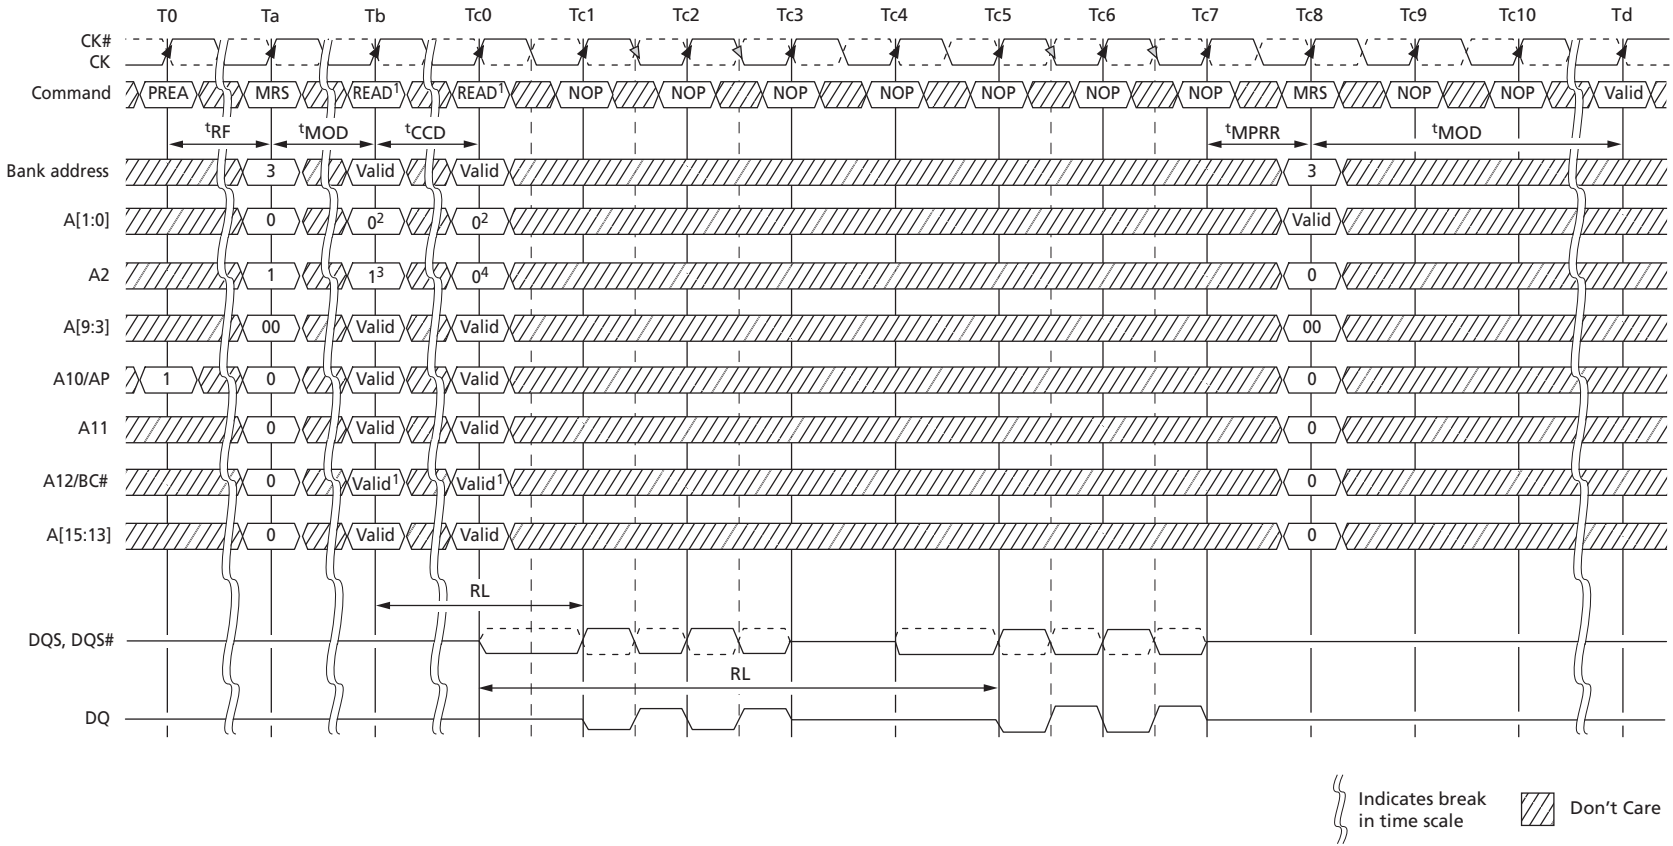 T0 Ta Tb Tc0 Tc1 Tc2 Tc3 Tc4 Tc5 Tc6 Tc7 Tc8 Tc9 Tc10 Td
CK#
CK
Command PREA MRS READ¹ READ¹ NOP NOP NOP NOP NOP NOP NOP MRS NOP NOP Valid
tRF tMOD tCCD tMPRR tMOD
Bank address 3 Valid Valid 3
A[1:0] 0 0² 0² Valid
A2 1 1³ 0⁴ 0
A[9:3] 00 Valid Valid 00
A10/AP 1 0 Valid Valid 0
A11 0 Valid Valid 0
A12/BC# 0 Valid¹ Valid¹ 0
A[15:13] 0 Valid Valid 0
RL
DQS, DQS#
RL
DQ
Indicates break
in time scale
Don't Care